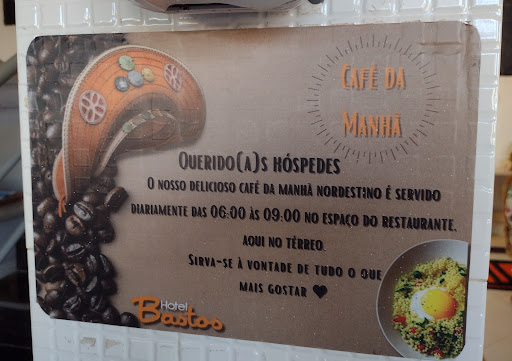 CAFÉ DA
MANHÃ
QUERIDO(A)S HÓSPEDES
O NOSSO DELICIOSO CAFÉ DA MANHÃ NORDESTINO É SERVIDO
DIARIAMENTE DAS 06:00 ÀS 09:00 NO ESPAÇO DO RESTAURANTE,
AQUI NO TÉRREO.
SIRVA-SE À VONTADE DE TUDO O QUE
MAIS GOSTAR ♥
Hotel
Bastos